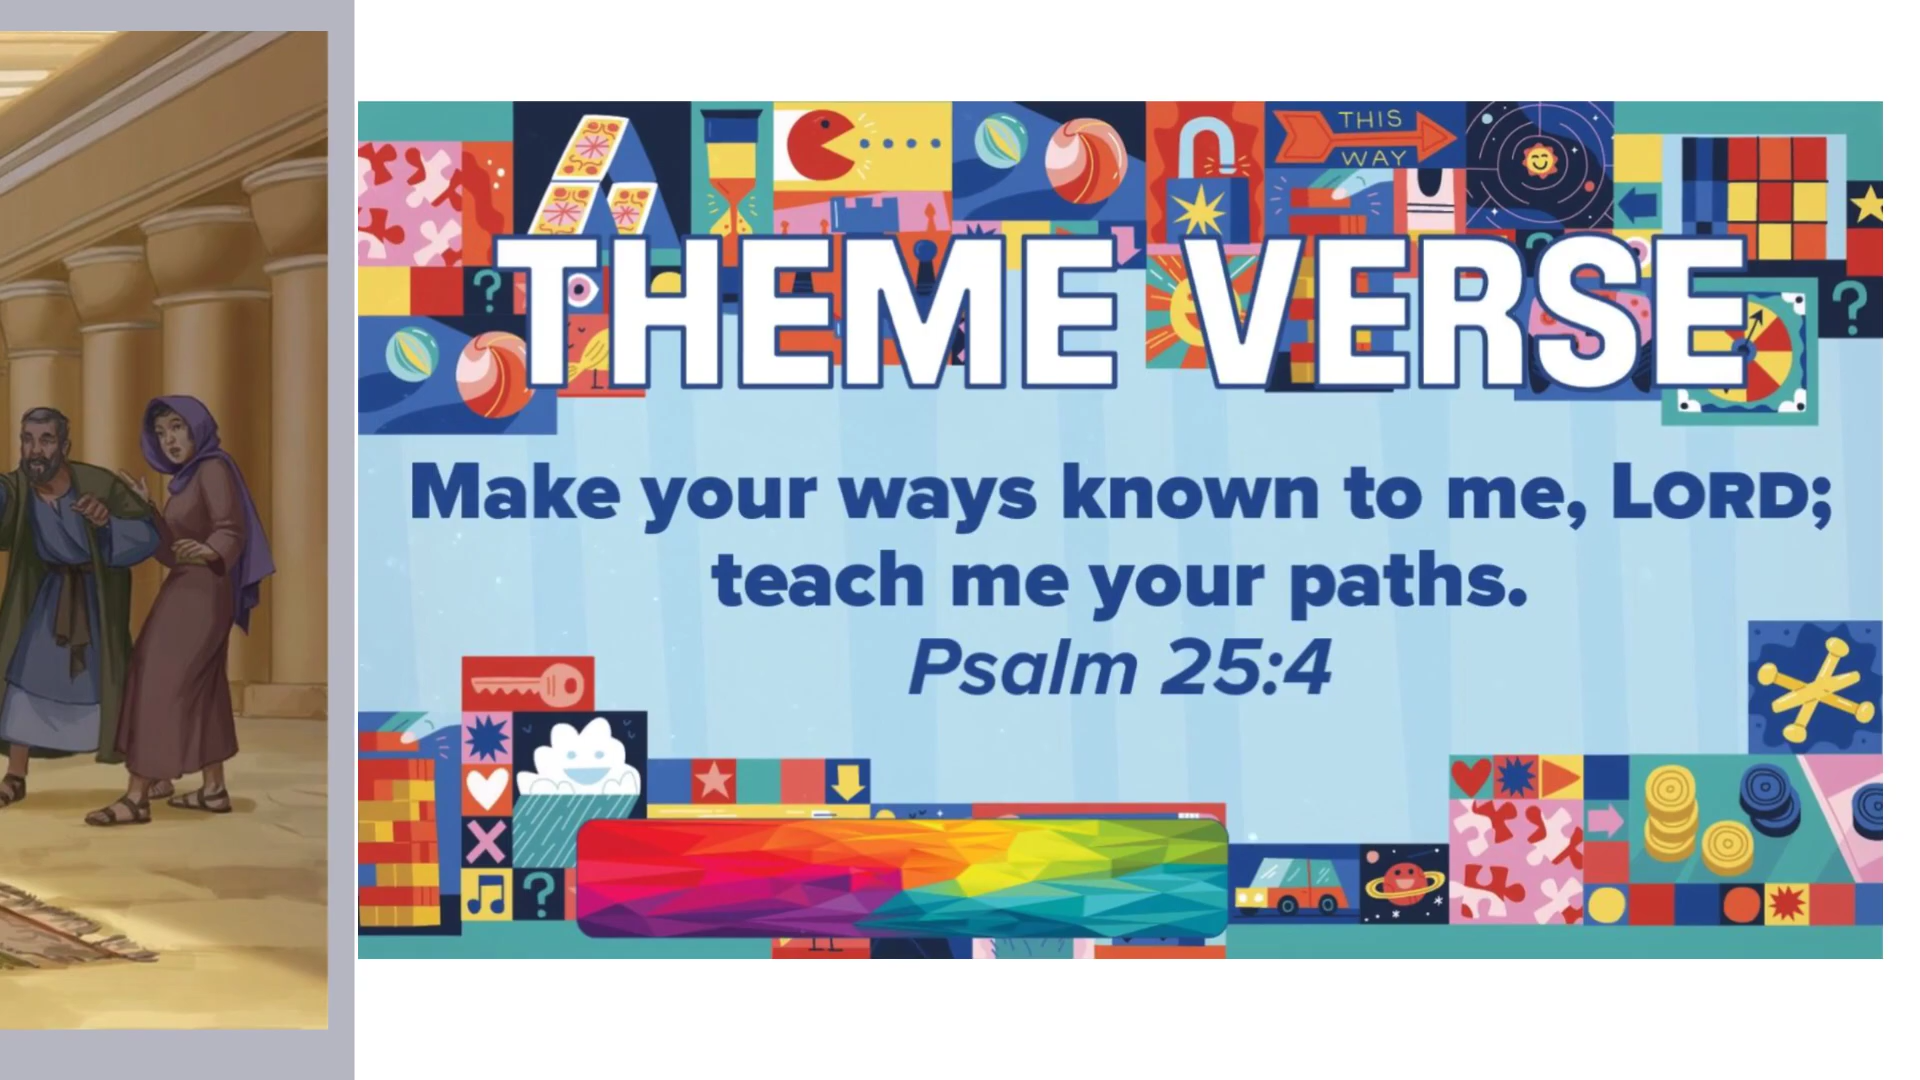 THIS
WAY
?
?
?
THEME VERSE
Make your ways known to me, LORD;
teach me your paths.
Psalm 25:4
?